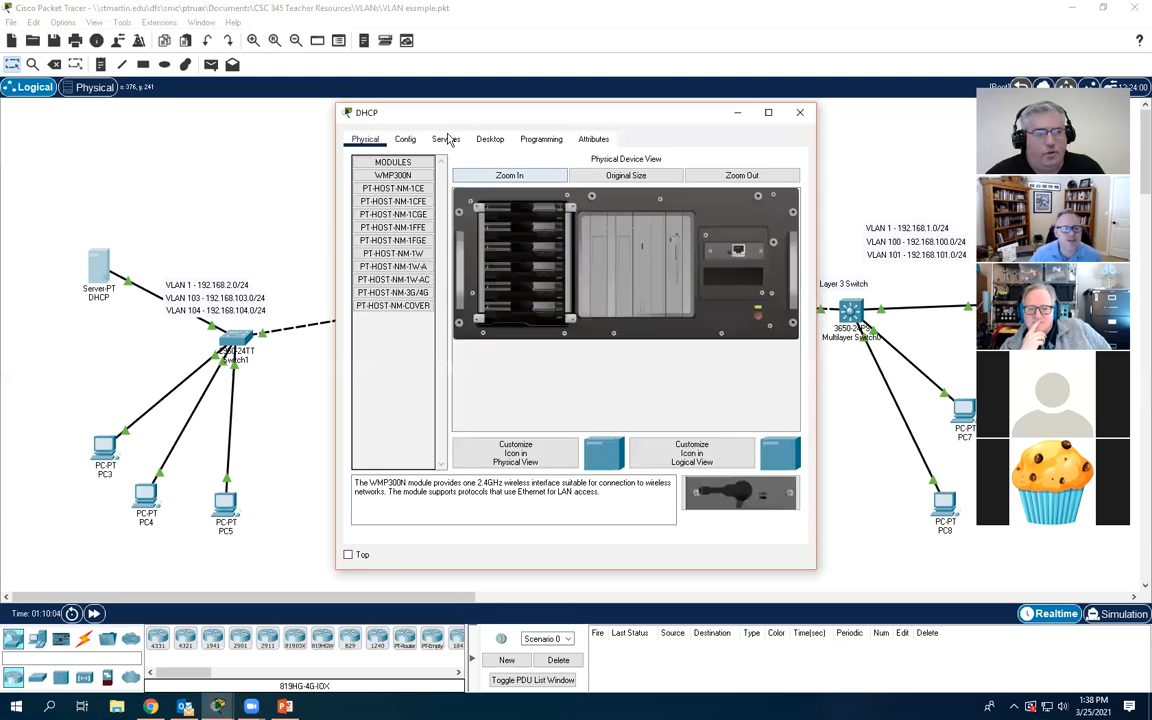 Cisco Packet Tracer - \\stmartin.edu\dfs\smc\ptruax\Documents\CSC 345 Teacher Resources\VLANs\VLAN example.pkt
File Edit Options View Tools Extensions Window Help
Logical Physical x: 376, y: 241
DHCP
Physical Config Services Desktop Programming Attributes
MODULES
WMP300N
PT-HOST-NM-1CE
PT-HOST-NM-1CFE
PT-HOST-NM-1CGE
PT-HOST-NM-1FFE
PT-HOST-NM-1FGE
PT-HOST-NM-1W
PT-HOST-NM-1W-A
PT-HOST-NM-1W-AC
PT-HOST-NM-3G/4G
PT-HOST-NM-COVER
Physical Device View
Zoom In Original Size Zoom Out
Customize
Icon in
Physical View
Customize
Icon in
Logical View
The WMP300N module provides one 2.4GHz wireless interface suitable for connection to wireless
networks. The module supports protocols that use Ethernet for LAN access.
Top
Server-PT
DHCP
VLAN 1 - 192.168.2.0/24
VLAN 103 - 192.168.103.0/24
VLAN 104 - 192.168.104.0/24
2950-24TT
Switch1
PC-PT
PC3
PC-PT
PC4
PC-PT
PC5
VLAN 1 - 192.168.1.0/24
VLAN 100 - 192.168.100.0/24
VLAN 101 - 192.168.101.0/24
Layer 3 Switch
3650-24PS
Multilayer Switch0
PC-PT
PC7
PC-PT
PC8
Time: 01:10:04
Realtime Simulation
4331 4321 1941 2901 2911 819IOX 819HGW 829 1240 PT-Router PT-Empty 184
819HG-4G-IOX
Scenario 0
New Delete
Toggle PDU List Window
Fire Last Status Source Destination Type Color Time(sec) Periodic Num Edit Delete
1:38 PM
3/25/2021